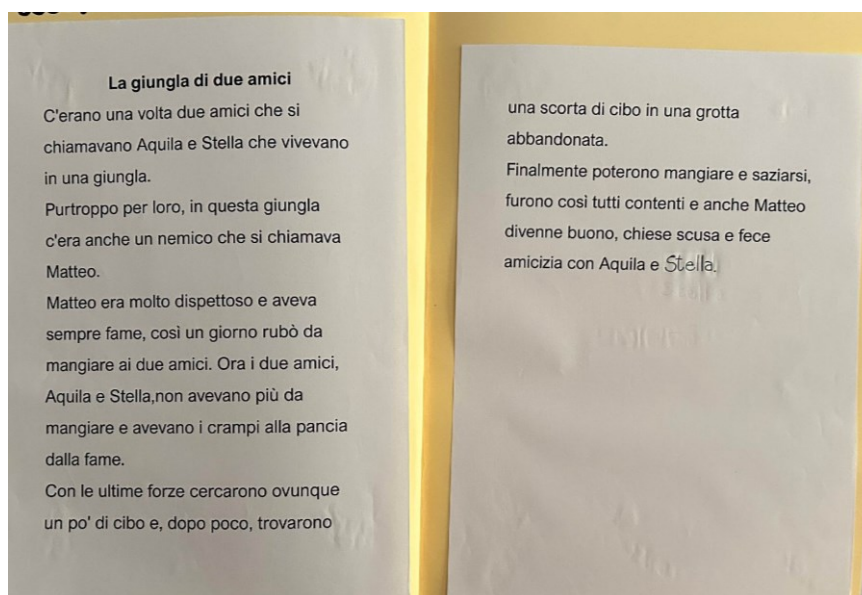 La giungla di due amici
C'erano una volta due amici che si
chiamavano Aquila e Stella che vivevano
in una giungla.
Purtroppo per loro, in questa giungla
c'era anche un nemico che si chiamava
Matteo.
Matteo era molto dispettoso e aveva
sempre fame, così un giorno rubò da
mangiare ai due amici. Ora i due amici,
Aquila e Stella,non avevano più da
mangiare e avevano i crampi alla pancia
dalla fame.
Con le ultime forze cercarono ovunque
un po' di cibo e, dopo poco, trovarono
una scorta di cibo in una grotta
abbandonata.
Finalmente poterono mangiare e saziarsi,
furono così tutti contenti e anche Matteo
divenne buono, chiese scusa e fece
amicizia con Aquila e Stella.